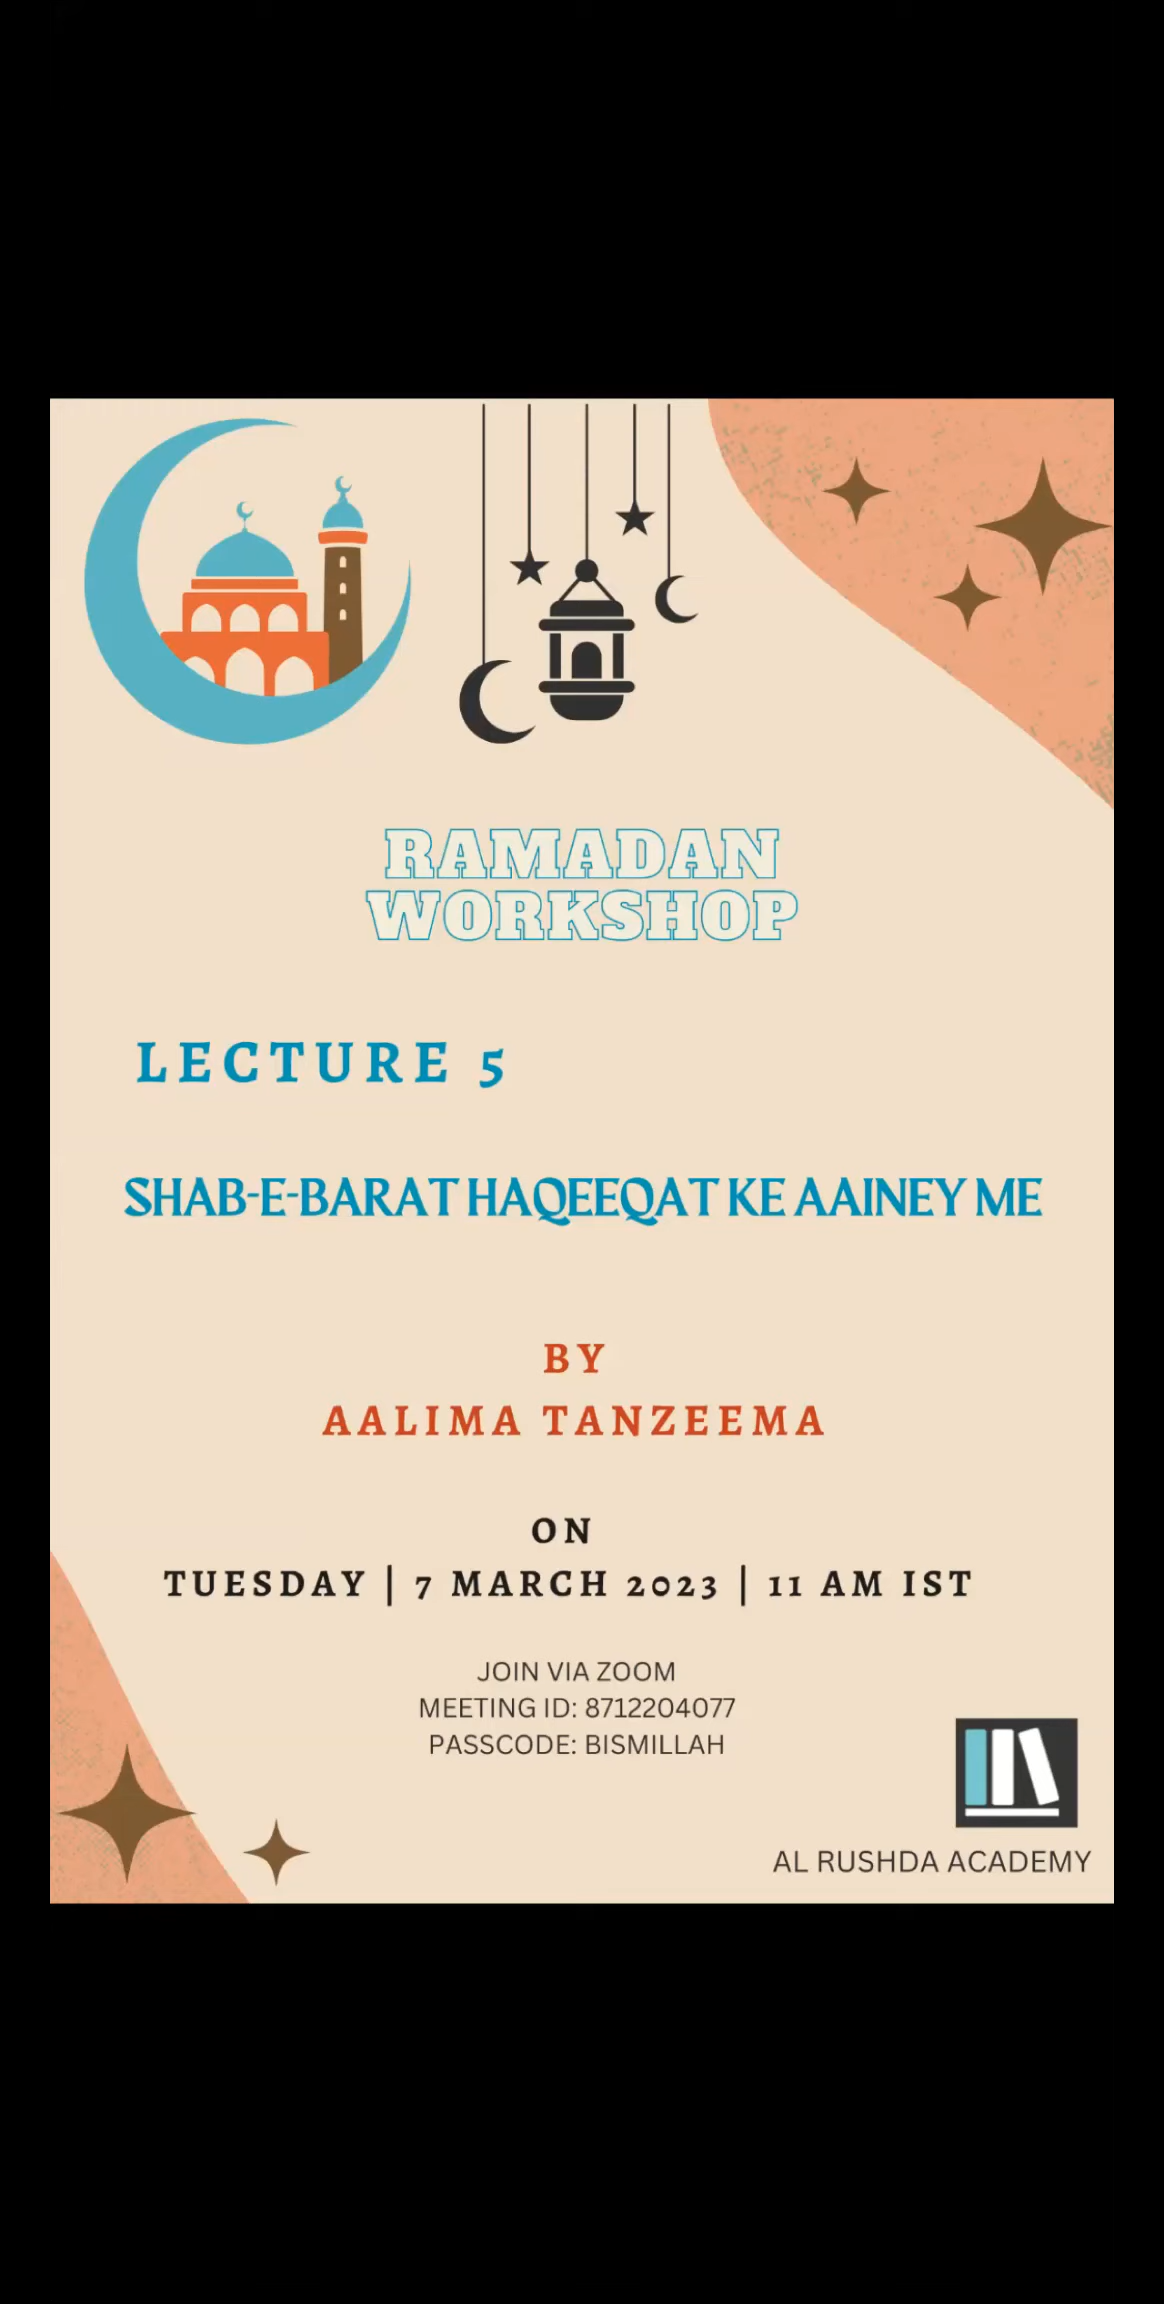 RAMADAN
WORKSHOP
LECTURE 5
SHAB-E-BARAT HAQEEQAT KE AAINEY ME
BY
AALIMA TANZEEMA
ON
TUESDAY | 7 MARCH 2023 | 11 AM IST
JOIN VIA ZOOM
MEETING ID: 8712204077
PASSCODE: BISMILLAH
AL RUSHDA ACADEMY